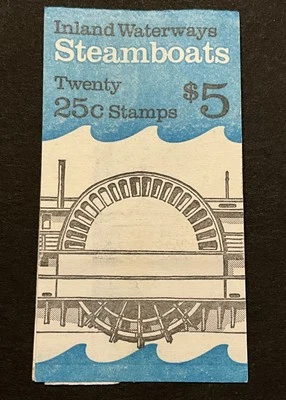 Inland Waterways
Steamboats
Twenty
25c Stamps $5